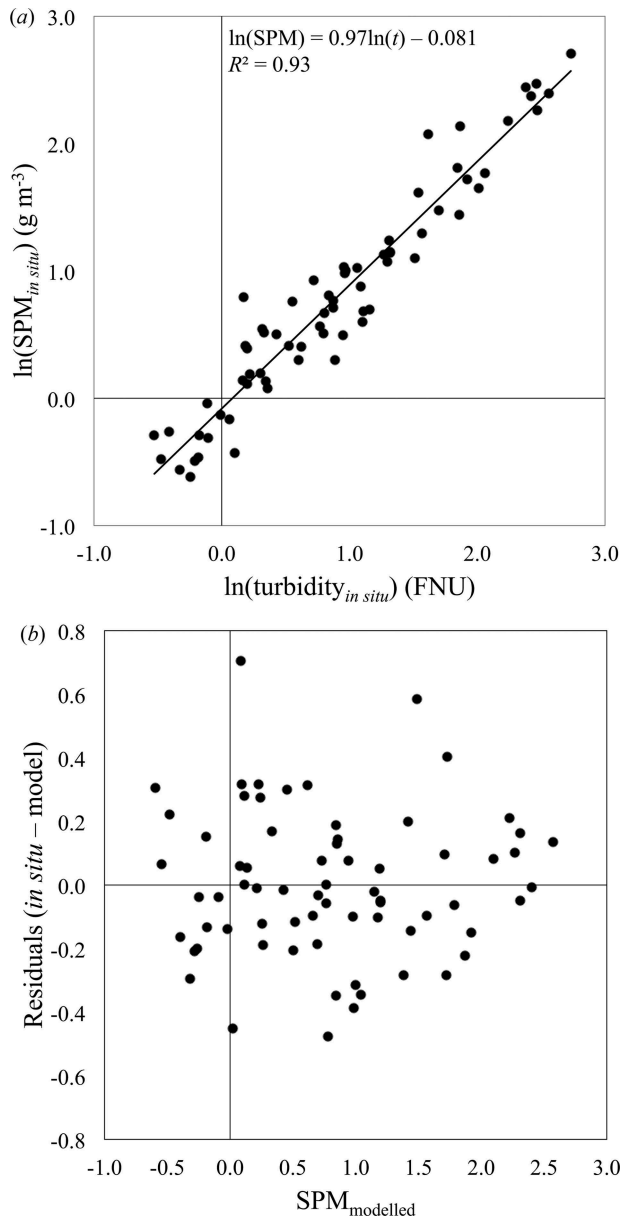 (a)
3.0
ln(SPM) = 0.97ln(t) – 0.081
R² = 0.93
2.0
1.0
0.0
-1.0
ln(SPMin situ) (g m-3)
-1.0 0.0 1.0 2.0 3.0
ln(turbidityin situ) (FNU)
(b)
0.8
0.6
0.4
0.2
0.0
-0.2
-0.4
-0.6
-0.8
Residuals (in situ – model)
-1.0 -0.5 0.0 0.5 1.0 1.5 2.0 2.5 3.0
SPMmodelled